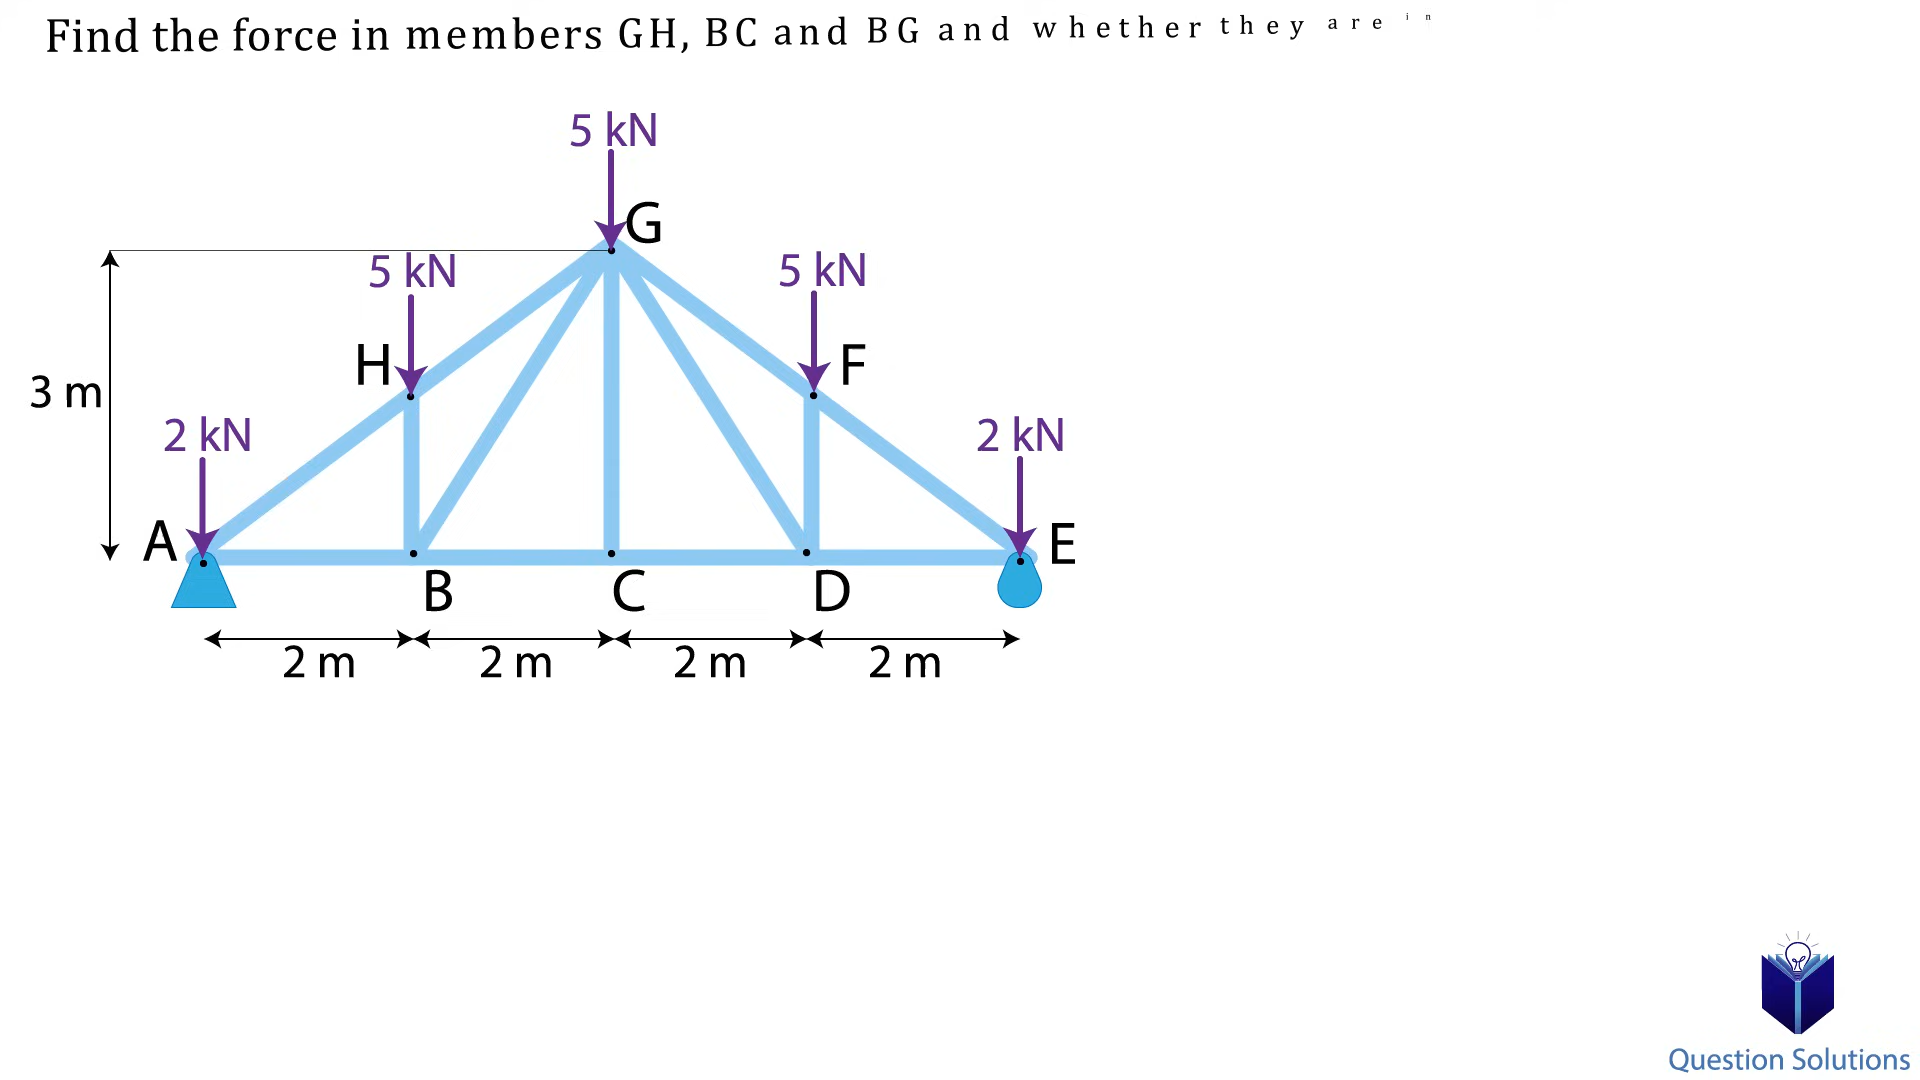 Find the force in members GH, BC and BG and whether they are in
5 kN
G
5 kN
5 kN
H
F
3 m
2 kN
2 kN
A
E
B
C
D
2 m
2 m
2 m
2 m
Question Solutions